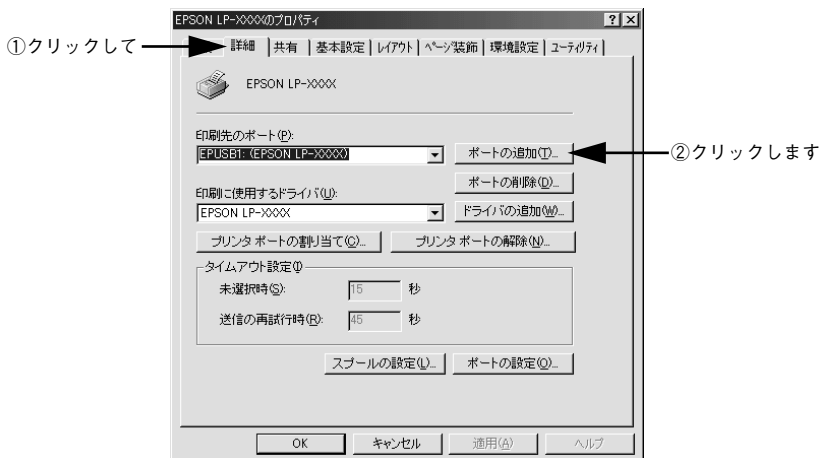 EPSON LP-XXXXのプロパティ
①クリックして
詳細 共有 基本設定 レイアウト ページ装飾 環境設定 ユーティリティ
EPSON LP-XXXX
印刷先のポート(P):
EPUSB1: (EPSON LP-XXXX) ポートの追加(T)...
②クリックします
ポートの削除(D)...
印刷に使用するドライバ(U):
EPSON LP-XXXX ドライバの追加(W)...
プリンタ ポートの割り当て(C)... プリンタ ポートの解除(N)...
タイムアウト設定(I)
未選択時(S): 15 秒
送信の再試行時(R): 45 秒
スプールの設定(L)... ポートの設定(O)...
OK キャンセル 適用(A) ヘルプ